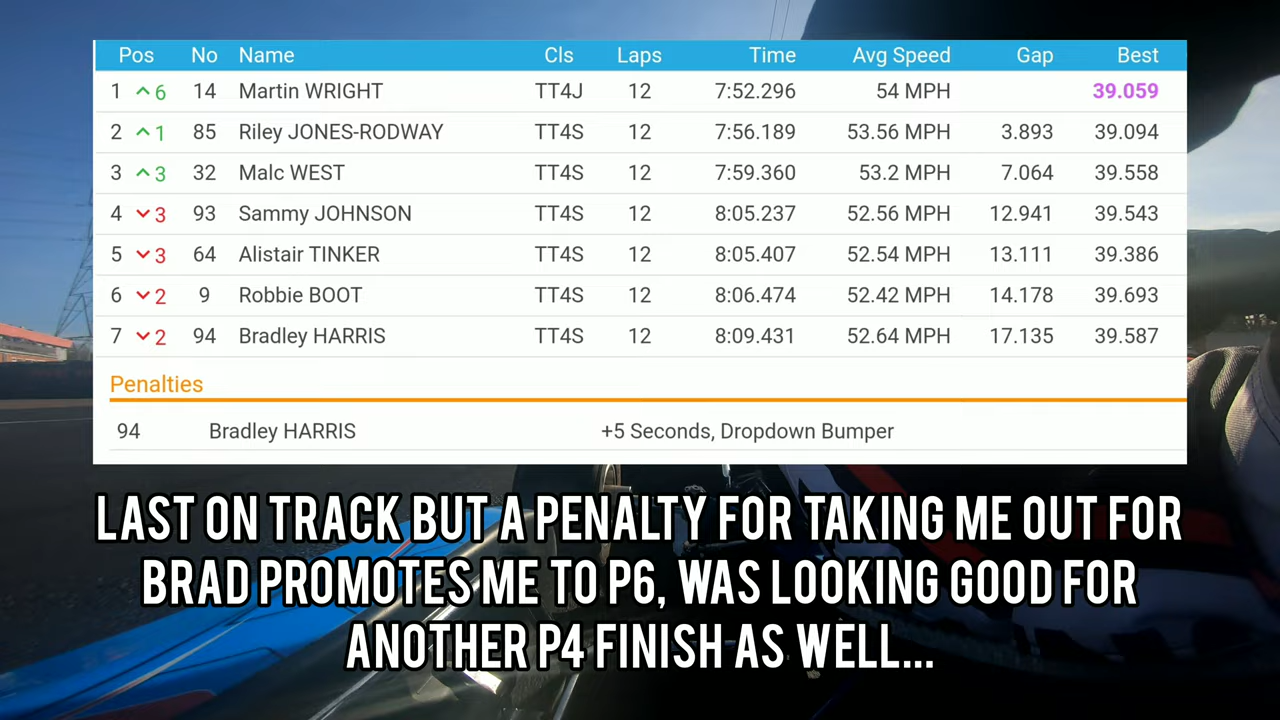 Pos No Name Cls Laps Time Avg Speed Gap Best
1 6 14 Martin WRIGHT TT4J 12 7:52.296 54 MPH 39.059
2 1 85 Riley JONES-RODWAY TT4S 12 7:56.189 53.56 MPH 3.893 39.094
3 3 32 Malc WEST TT4S 12 7:59.360 53.2 MPH 7.064 39.558
4 3 93 Sammy JOHNSON TT4S 12 8:05.237 52.56 MPH 12.941 39.543
5 3 64 Alistair TINKER TT4S 12 8:05.407 52.54 MPH 13.111 39.386
6 2 9 Robbie BOOT TT4S 12 8:06.474 52.42 MPH 14.178 39.693
7 2 94 Bradley HARRIS TT4S 12 8:09.431 52.64 MPH 17.135 39.587
Penalties
94 Bradley HARRIS +5 Seconds, Dropdown Bumper
LAST ON TRACK BUT A PENALTY FOR TAKING ME OUT FOR
BRAD PROMOTES ME TO P6, WAS LOOKING GOOD FOR
ANOTHER P4 FINISH AS WELL...